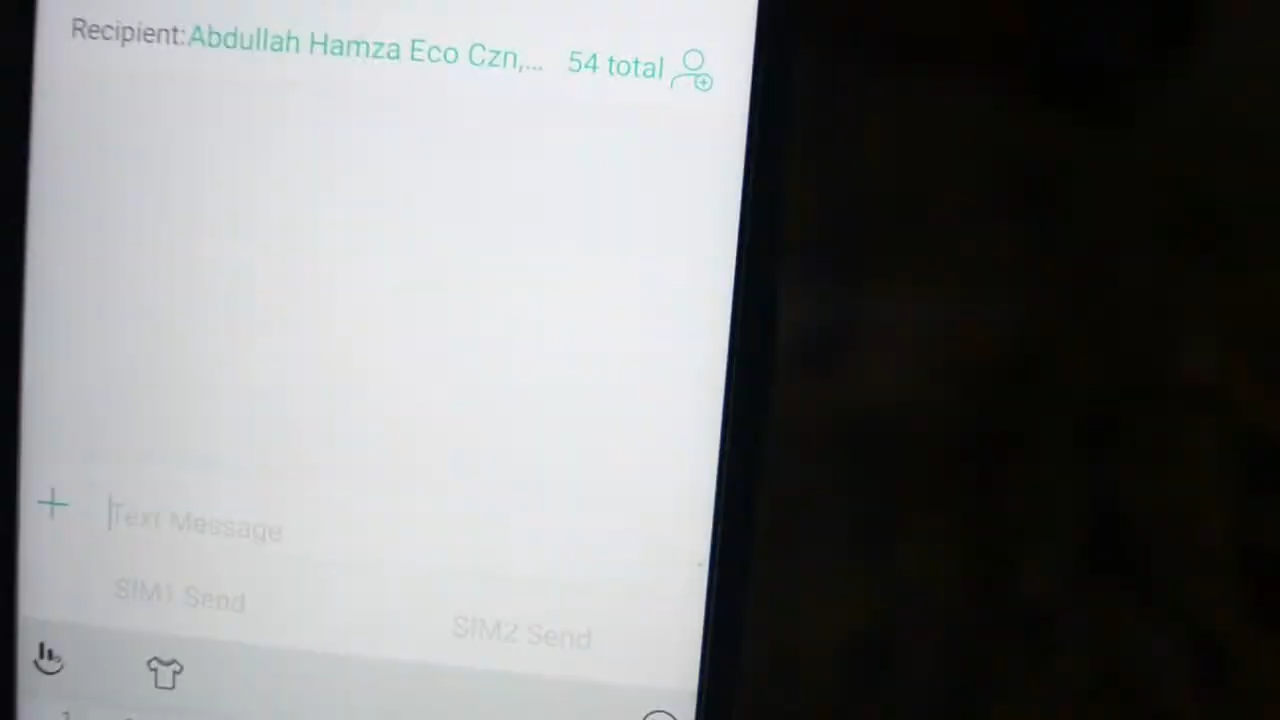 Recipient:Abdullah Hamza Eco Czn,... 54 total
Text Message
SIM1 Send
SIM2 Send